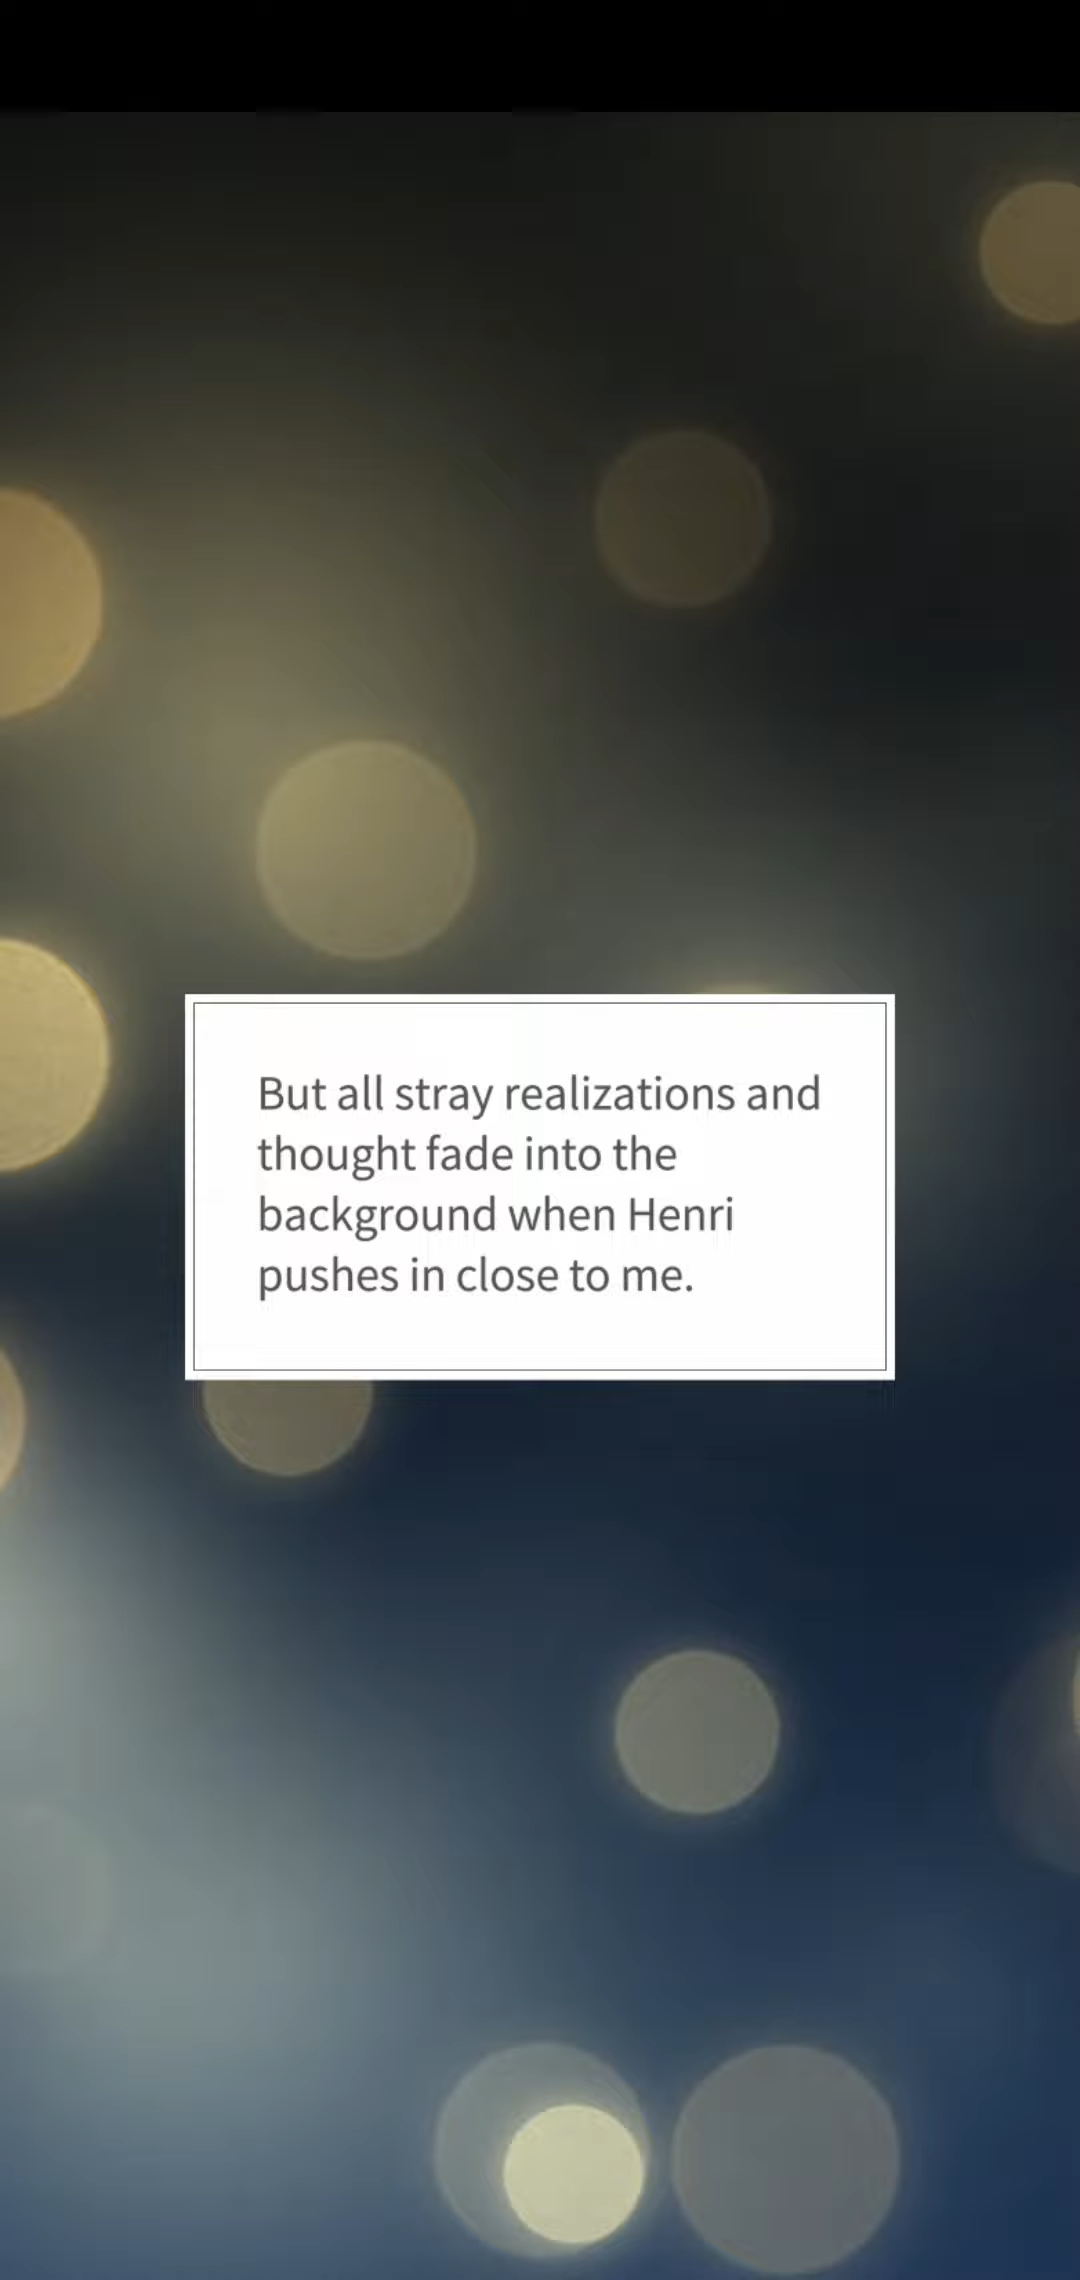 But all stray realizations and
thought fade into the
background when Henri
pushes in close to me.